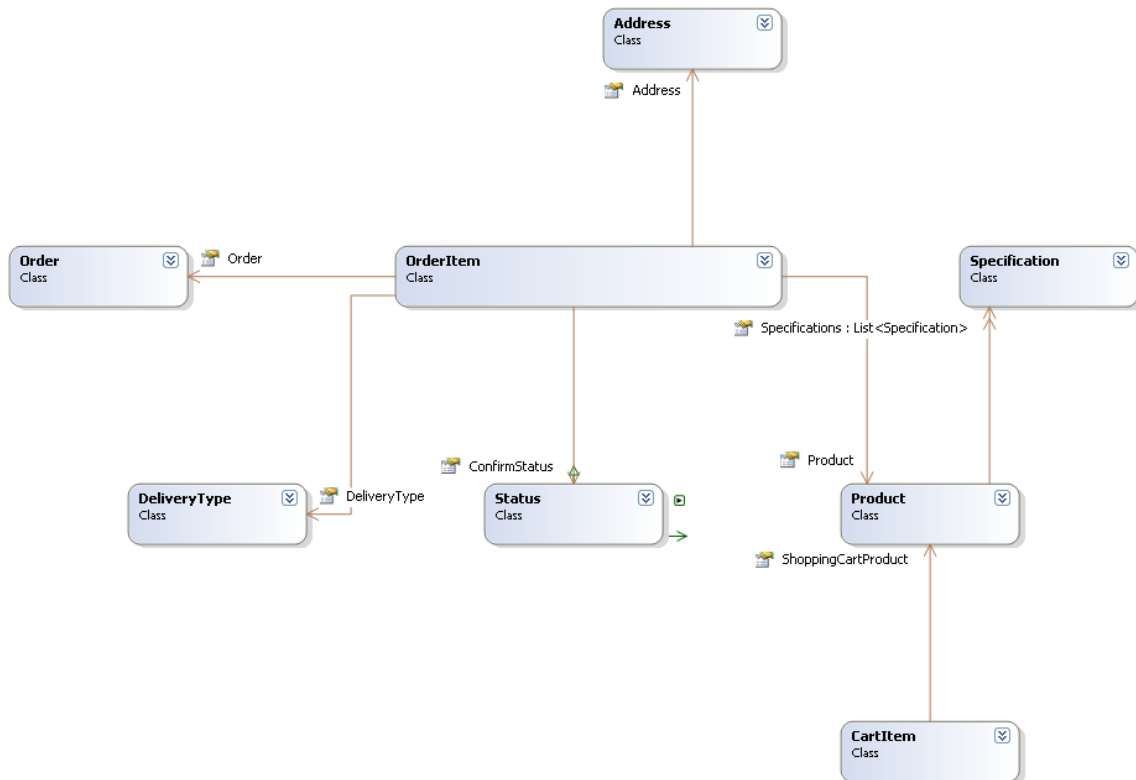 Address
Class
Address
Order
Class
Order
OrderItem
Class
Specification
Class
Specifications : List<Specification>
ConfirmStatus
Product
DeliveryType
Class
DeliveryType
Status
Class
Product
Class
ShoppingCartProduct
CartItem
Class